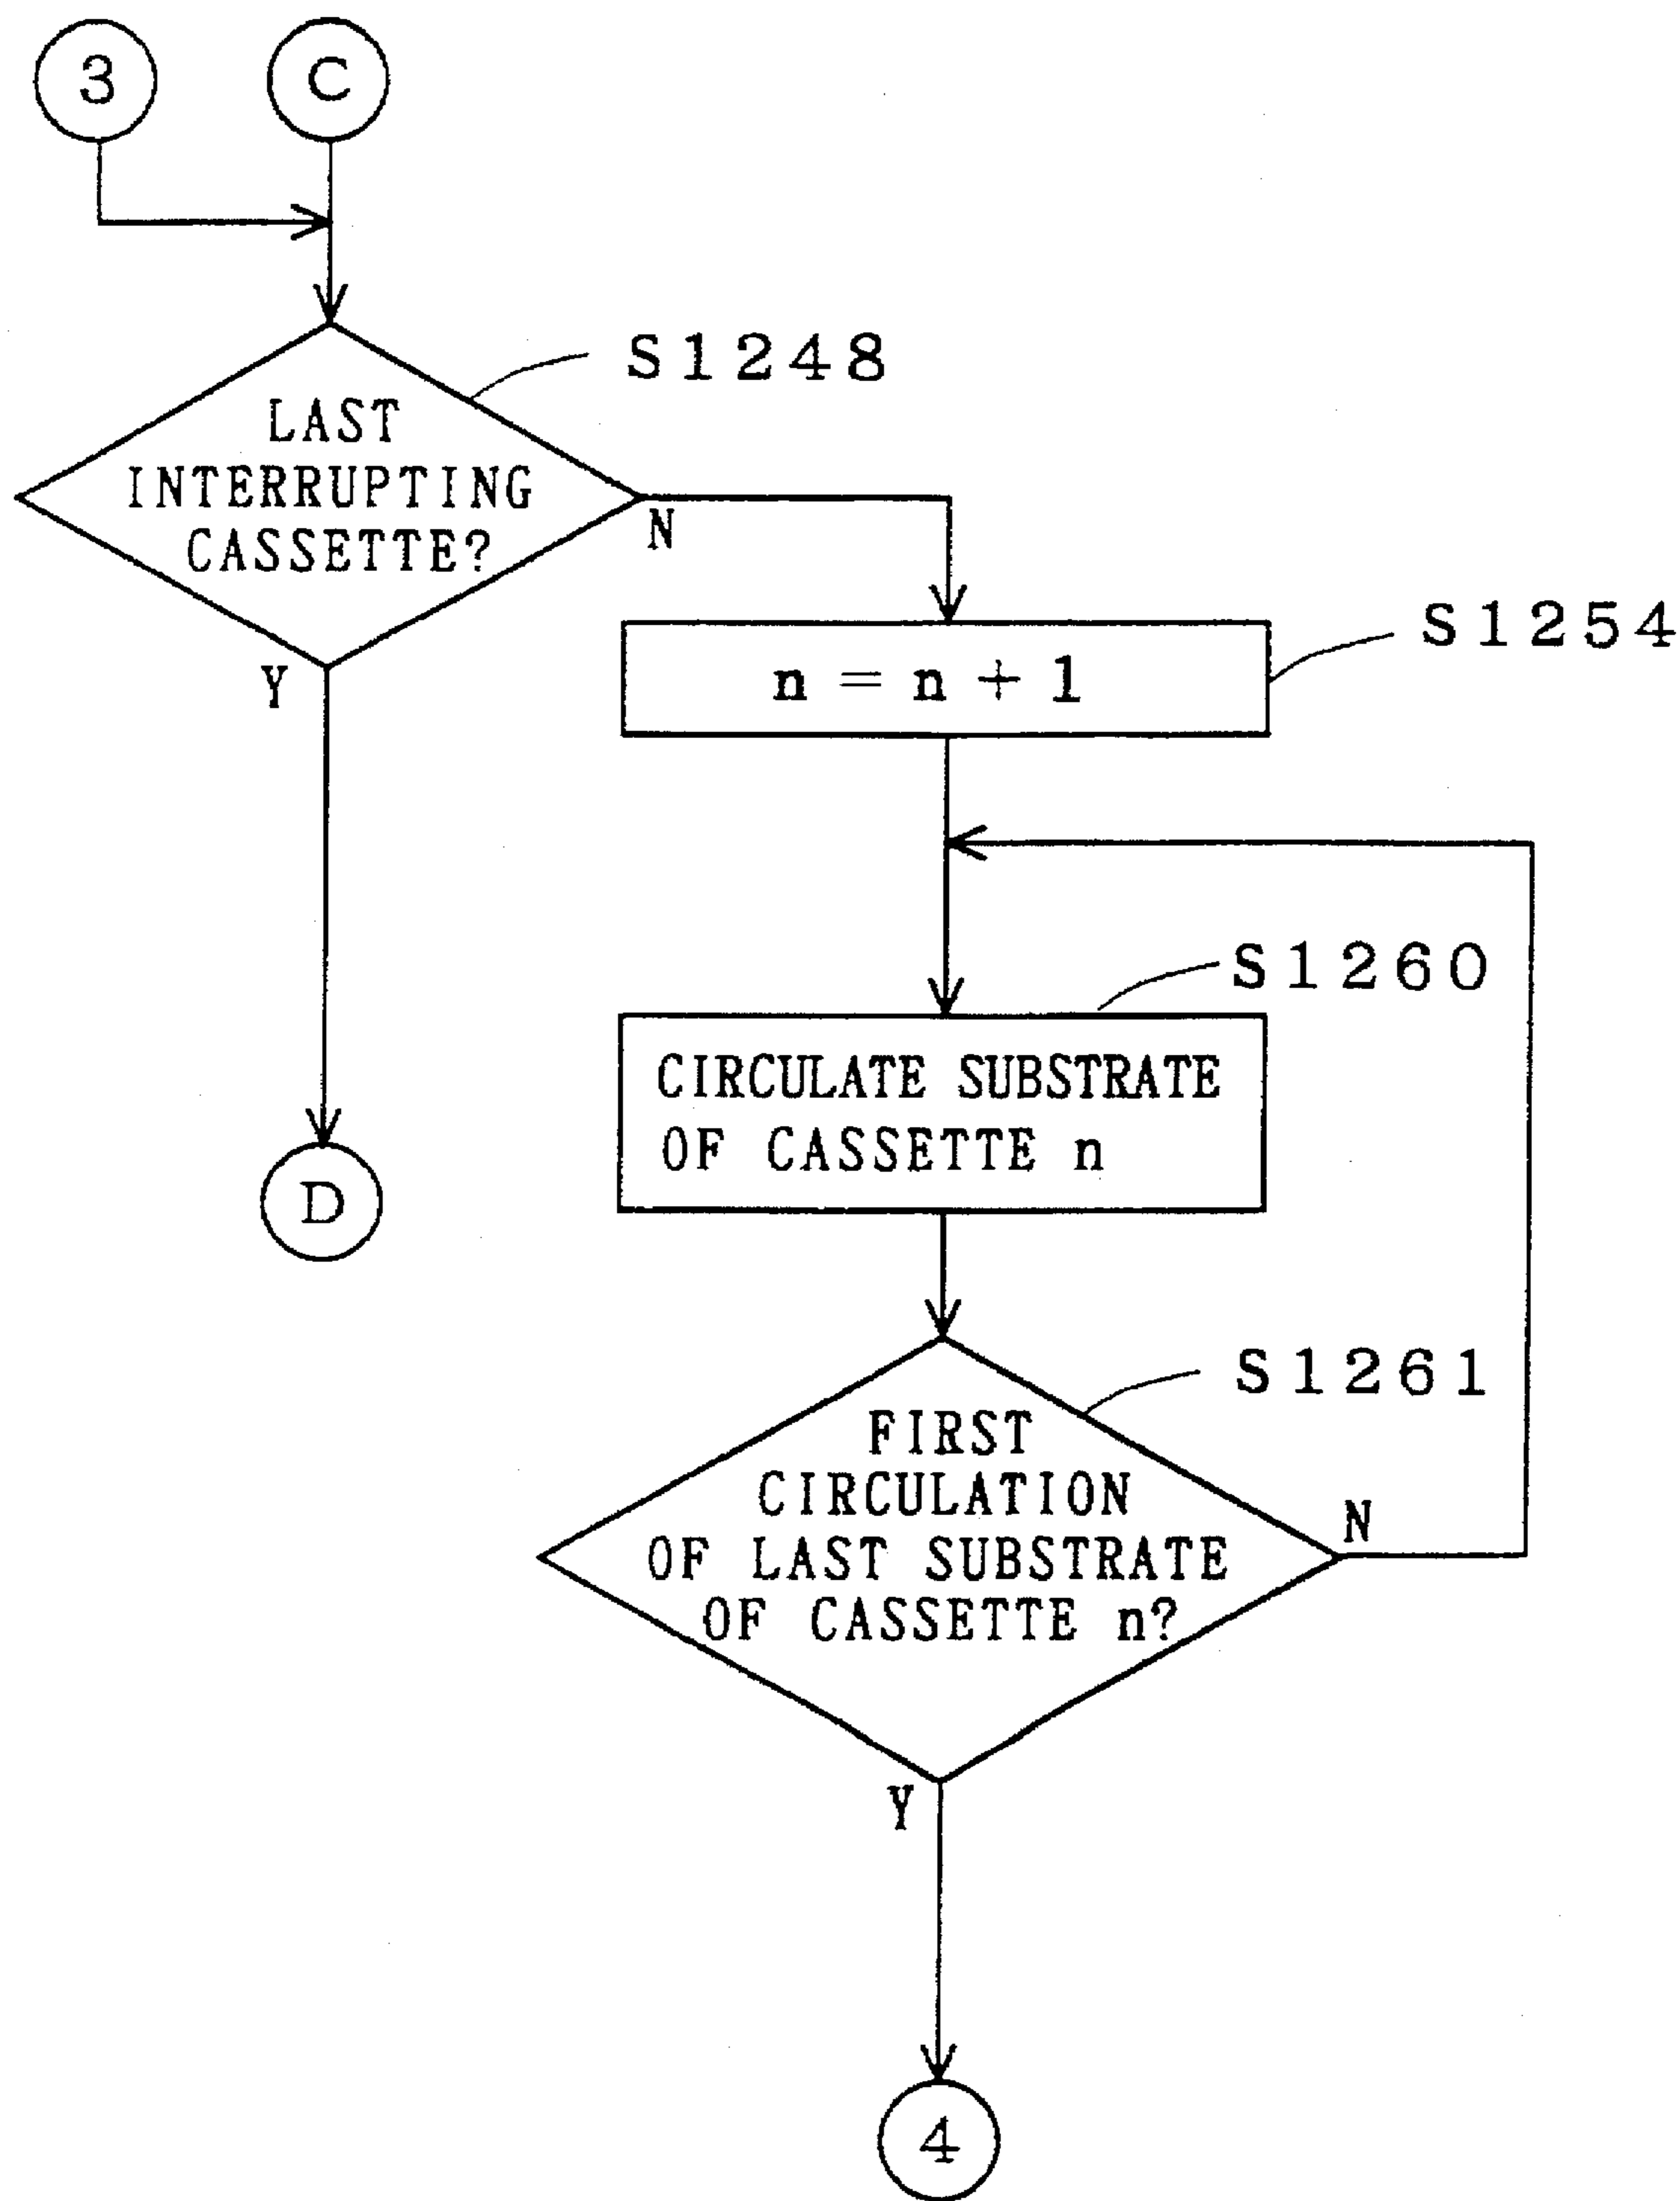 3
C
S1248
LAST
INTERRUPTING
CASSETTE?
N
Y
S1254
n = n + 1
S1260
CIRCULATE SUBSTRATE
OF CASSETTE n
D
S1261
FIRST
CIRCULATION
OF LAST SUBSTRATE
OF CASSETTE n?
N
Y
4